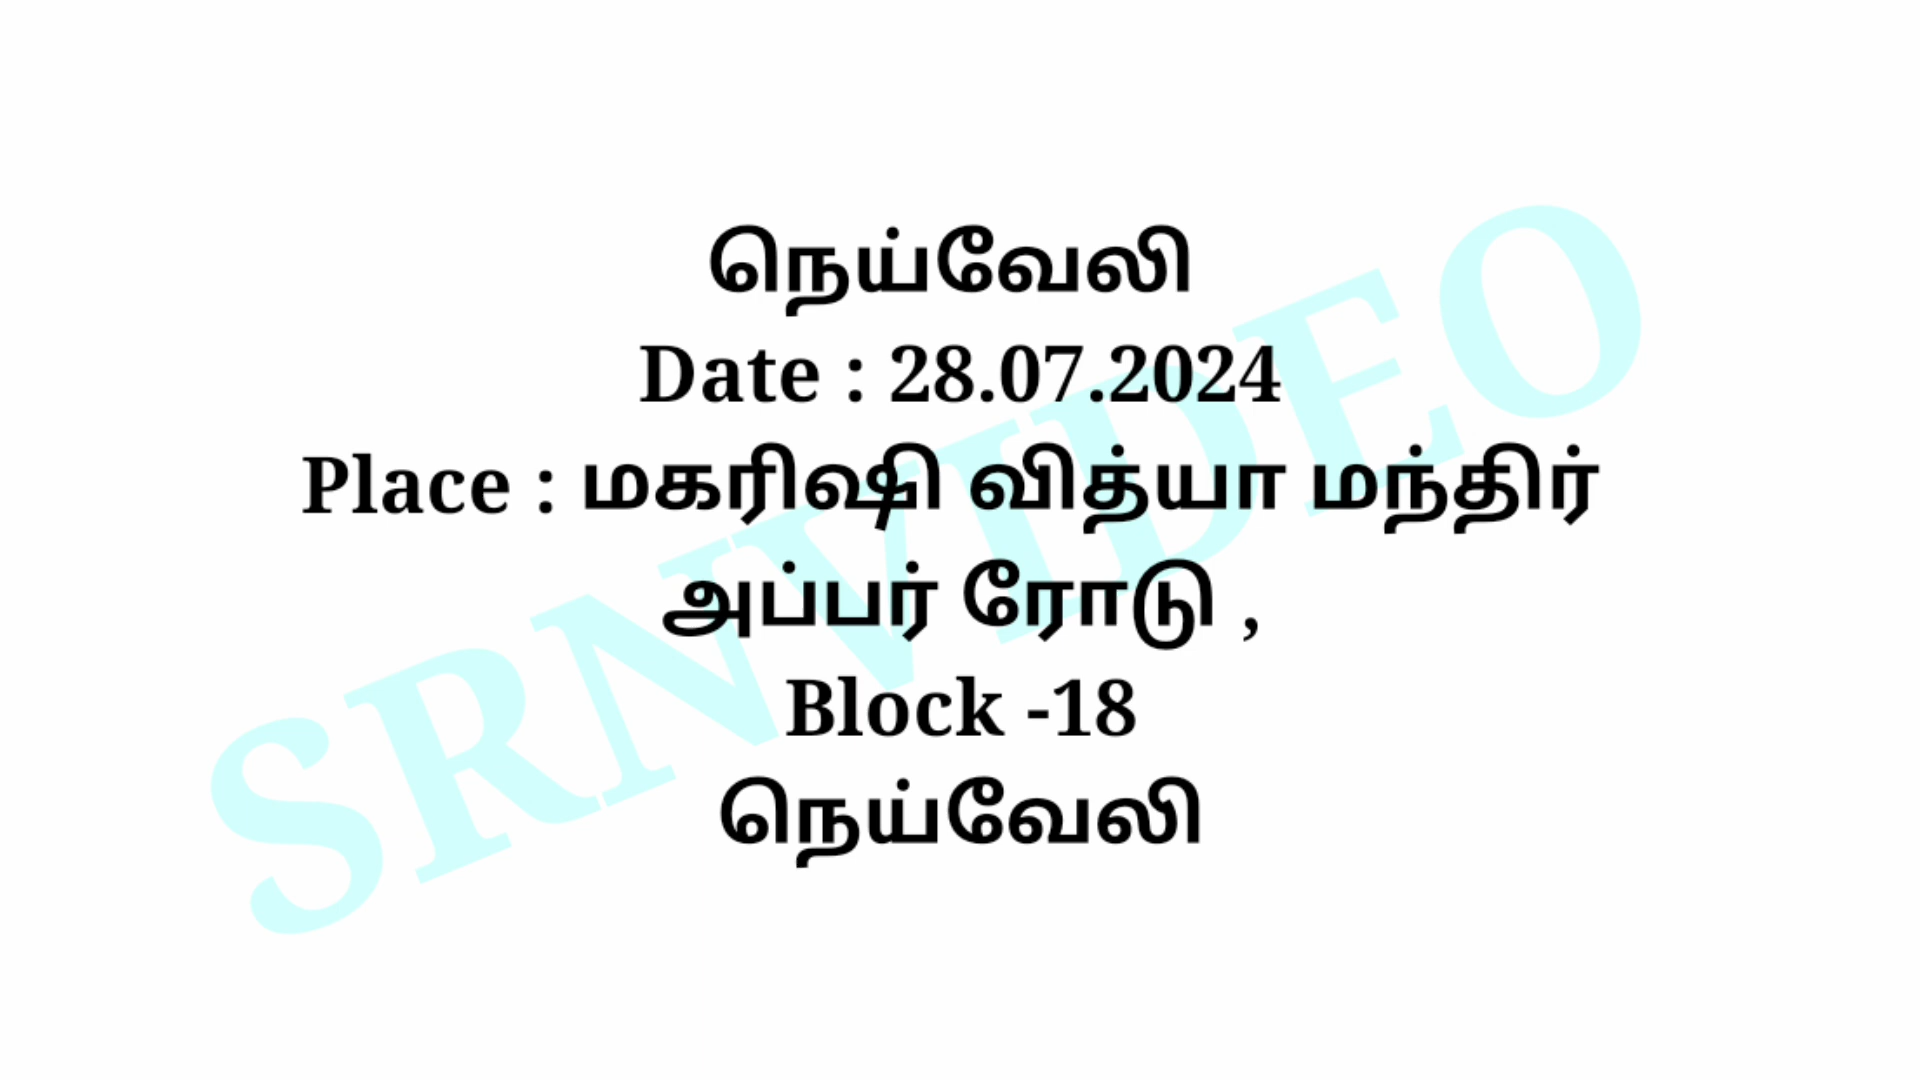 நெய்வேலி
Date : 28.07.2024
Place : மகரிஷி வித்யா மந்திர்
அப்பர் ரோடு ,
Block -18
நெய்வேலி
SRNVIDEO